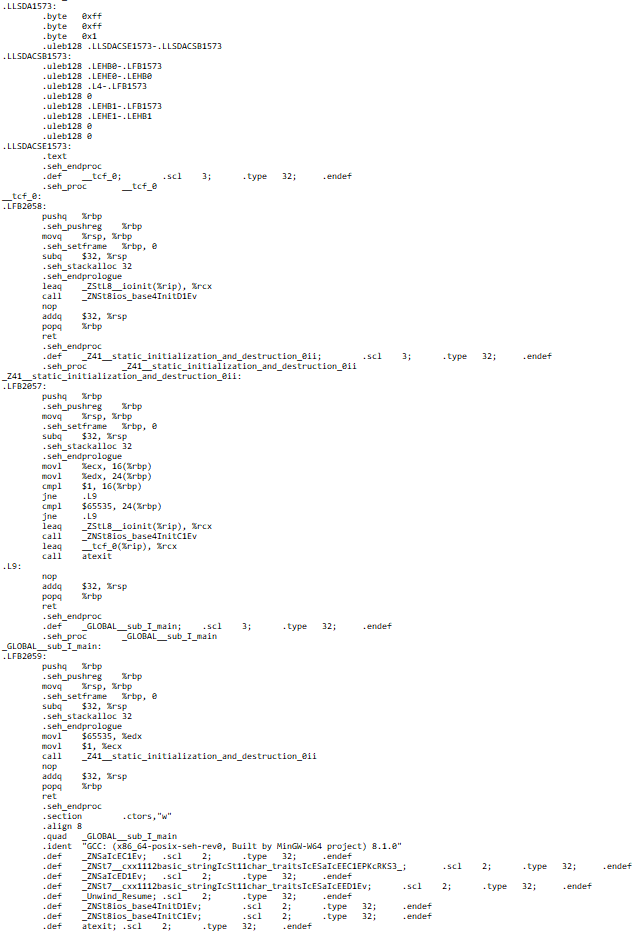 .LLSDA1573:
.byte 0xff
.byte 0xff
.byte 0x1
.uleb128 .LLSDACSE1573-.LLSDACSB1573
.LLSDACSB1573:
.uleb128 .LEHB0-.LFB1573
.uleb128 .LEHE0-.LEHB0
.uleb128 .L4-.LFB1573
.uleb128 0
.uleb128 .LEHB1-.LFB1573
.uleb128 .LEHE1-.LEHB1
.uleb128 0
.uleb128 0
.LLSDACSE1573:
.text
.seh_endproc
.def __tcf_0; .scl 3; .type 32; .endef
.seh_proc __tcf_0
__tcf_0:
.LFB2058:
pushq %rbp
.seh_pushreg %rbp
movq %rsp, %rbp
.seh_setframe %rbp, 0
subq $32, %rsp
.seh_stackalloc 32
.seh_endprologue
leaq _ZStL8__ioinit(%rip), %rcx
call _ZNSt8ios_base4InitD1Ev
nop
addq $32, %rsp
popq %rbp
ret
.seh_endproc
.def _Z41__static_initialization_and_destruction_0ii; .scl 3; .type 32; .endef
.seh_proc _Z41__static_initialization_and_destruction_0ii
_Z41__static_initialization_and_destruction_0ii:
.LFB2057:
pushq %rbp
.seh_pushreg %rbp
movq %rsp, %rbp
.seh_setframe %rbp, 0
subq $32, %rsp
.seh_stackalloc 32
.seh_endprologue
movl %ecx, 16(%rbp)
movl %edx, 24(%rbp)
cmpl $1, 16(%rbp)
jne .L9
cmpl $65535, 24(%rbp)
jne .L9
leaq _ZStL8__ioinit(%rip), %rcx
call _ZNSt8ios_base4InitC1Ev
leaq __tcf_0(%rip), %rcx
call atexit
.L9:
nop
addq $32, %rsp
popq %rbp
ret
.seh_endproc
.def _GLOBAL__sub_I_main; .scl 3; .type 32; .endef
.seh_proc _GLOBAL__sub_I_main
_GLOBAL__sub_I_main:
.LFB2059:
pushq %rbp
.seh_pushreg %rbp
movq %rsp, %rbp
.seh_setframe %rbp, 0
subq $32, %rsp
.seh_stackalloc 32
.seh_endprologue
movl $65535, %edx
movl $1, %ecx
call _Z41__static_initialization_and_destruction_0ii
nop
addq $32, %rsp
popq %rbp
ret
.seh_endproc
.section .ctors,"w"
.align 8
.quad _GLOBAL__sub_I_main
.ident "GCC: (x86_64-posix-seh-rev0, Built by MinGW-W64 project) 8.1.0"
.def _ZNSaIcEC1Ev; .scl 2; .type 32; .endef
.def _ZNSt7__cxx1112basic_stringIcSt11char_traitsIcESaIcEEC1EPKcRKS3_; .scl 2; .type 32; .endef
.def _ZNSaIcED1Ev; .scl 2; .type 32; .endef
.def _ZNSt7__cxx1112basic_stringIcSt11char_traitsIcESaIcEED1Ev; .scl 2; .type 32; .endef
.def _Unwind_Resume; .scl 2; .type 32; .endef
.def _ZNSt8ios_base4InitD1Ev; .scl 2; .type 32; .endef
.def _ZNSt8ios_base4InitC1Ev; .scl 2; .type 32; .endef
.def atexit; .scl 2; .type 32; .endef